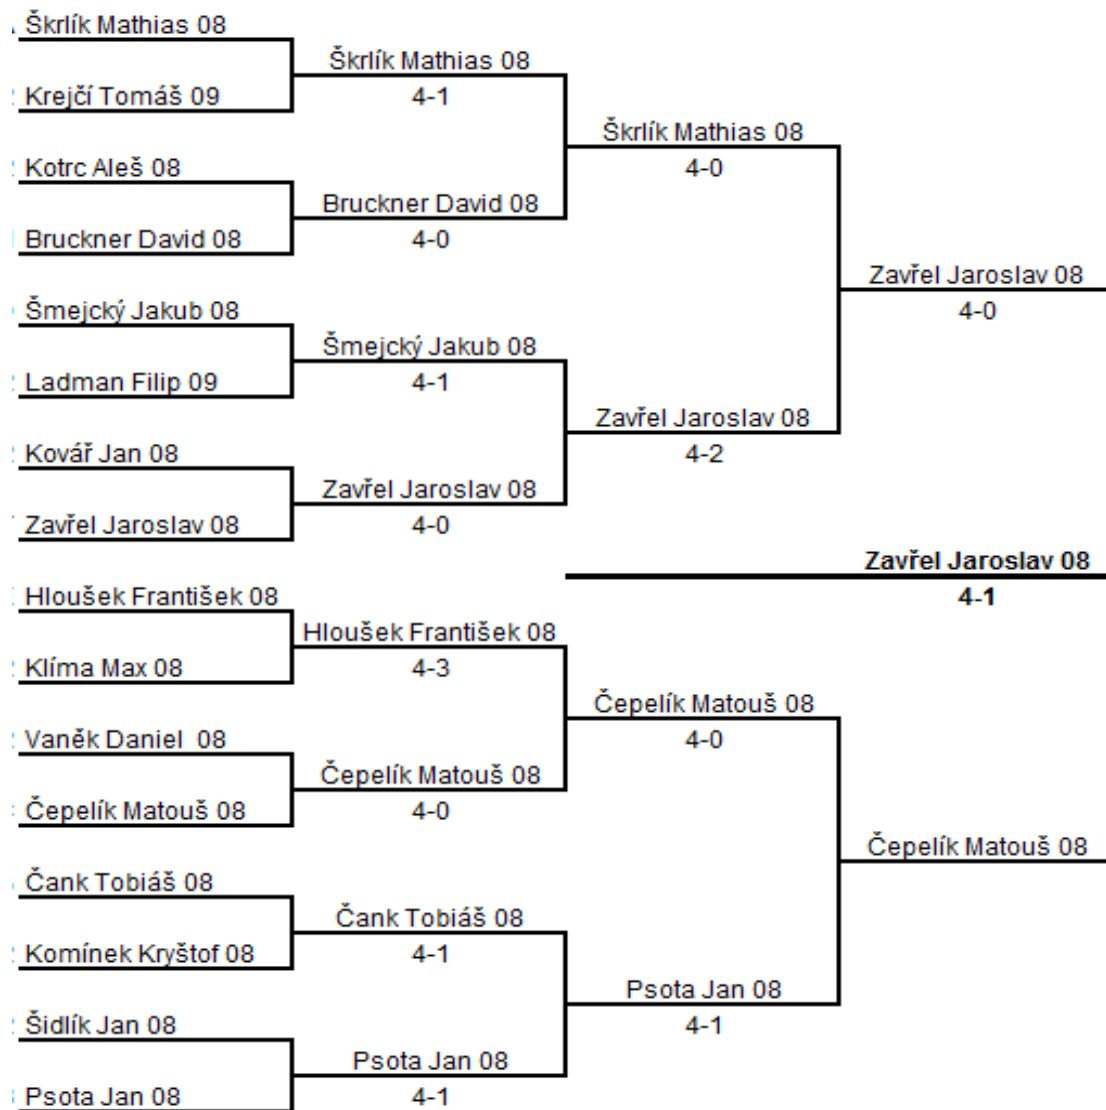 Škrlík Mathias 08
Škrlík Mathias 08
Krejčí Tomáš 09
4-1
Škrlík Mathias 08
Kotrc Aleš 08
4-0
Bruckner David 08
Bruckner David 08
4-0
Zavřel Jaroslav 08
Šmejcký Jakub 08
4-0
Šmejcký Jakub 08
Ladman Filip 09
4-1
Zavřel Jaroslav 08
Kovář Jan 08
4-2
Zavřel Jaroslav 08
Zavřel Jaroslav 08
4-0
Zavřel Jaroslav 08
Hloušek František 08
4-1
Hloušek František 08
Klíma Max 08
4-3
Čepelík Matouš 08
Vaněk Daniel 08
4-0
Čepelík Matouš 08
Čepelík Matouš 08
4-0
Čepelík Matouš 08
Čank Tobiáš 08
Čank Tobiáš 08
Komínek Kryštof 08
4-1
Psota Jan 08
Šidlík Jan 08
4-1
Psota Jan 08
Psota Jan 08
4-1